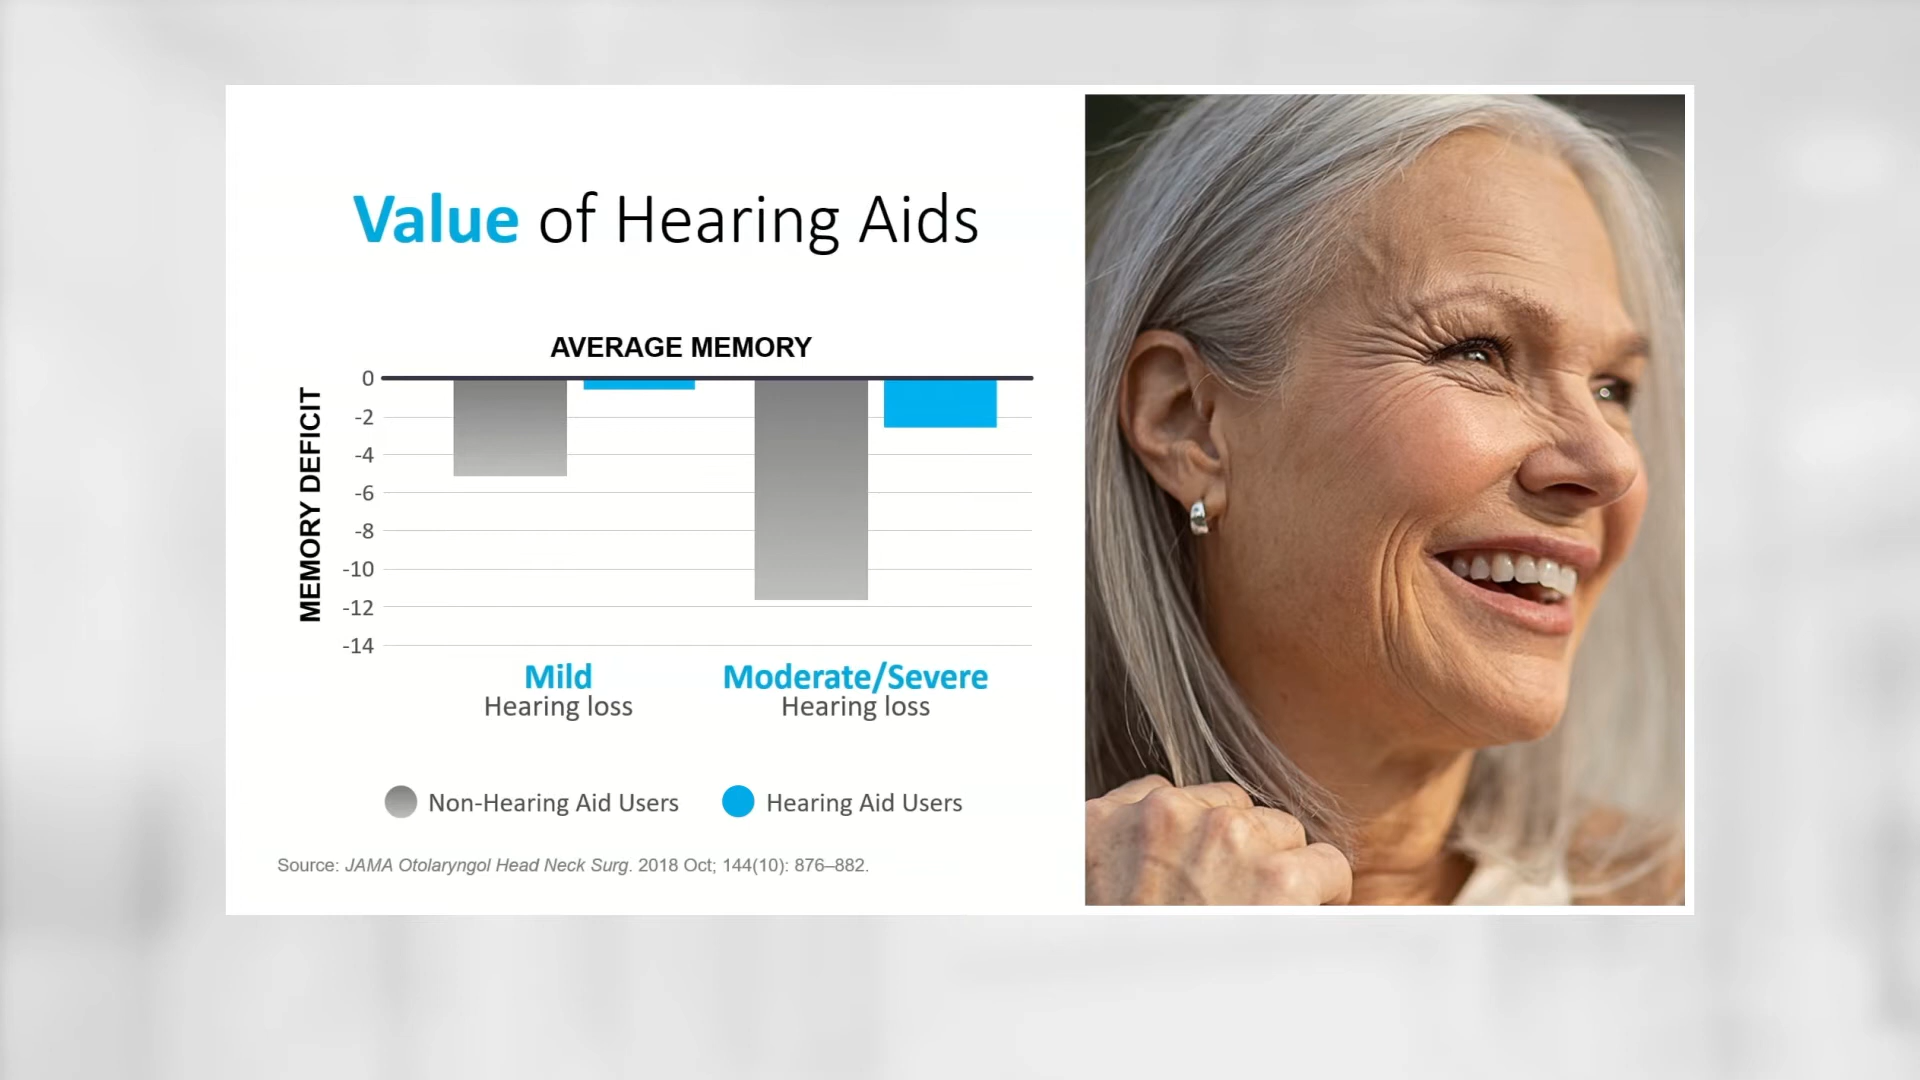 Value of Hearing Aids
AVERAGE MEMORY
MEMORY DEFICIT
0
-2
-4
-6
-8
-10
-12
-14
Mild
Hearing loss
Moderate/Severe
Hearing loss
Non-Hearing Aid Users
Hearing Aid Users
Source: JAMA Otolaryngol Head Neck Surg. 2018 Oct; 144(10): 876–882.